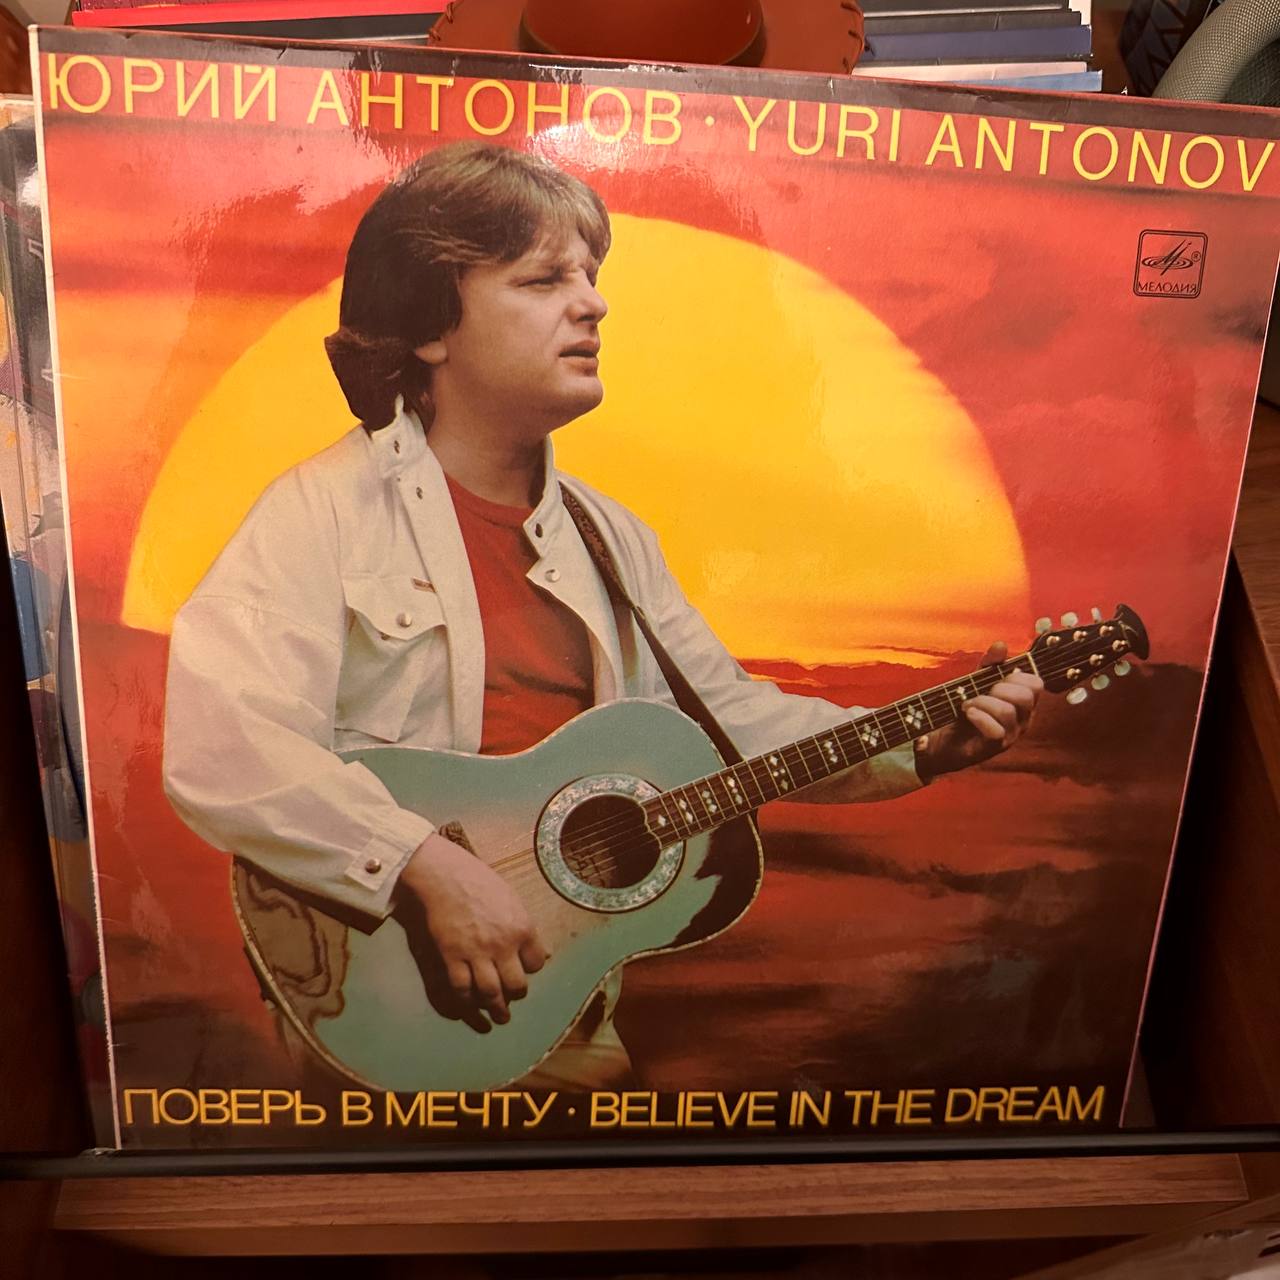 ЮРИЙ АНТОНОВ · YURI ANTONOV
МЕЛОДИЯ
ПОВЕРЬ В МЕЧТУ · BELIEVE IN THE DREAM